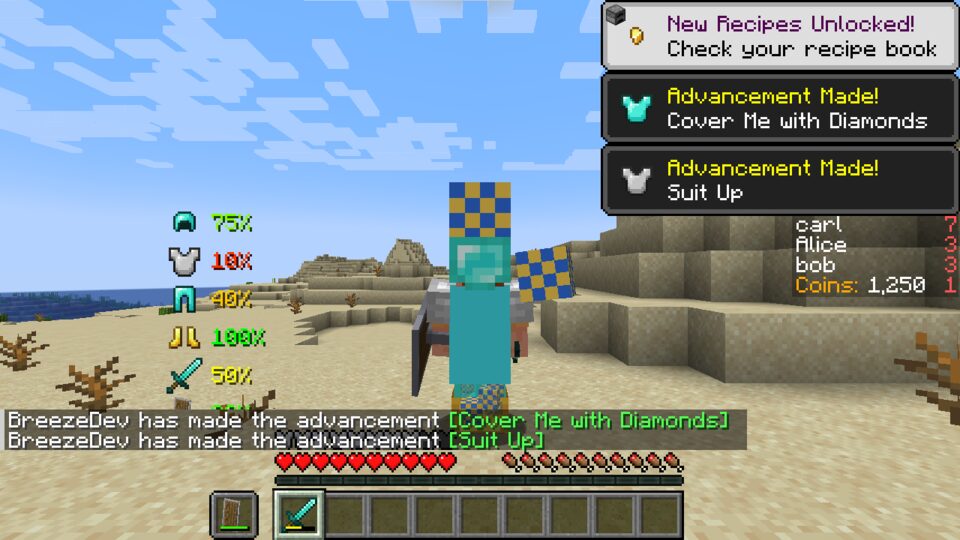 New Recipes Unlocked!
Check your recipe book
Advancement Made!
Cover Me with Diamonds
Advancement Made!
Suit Up
75%
10%
40%
100%
50%
carl 7
Alice 3
bob 3
Coins: 1,250 1
BreezeDev has made the advancement [Cover Me with Diamonds]
BreezeDev has made the advancement [Suit Up]